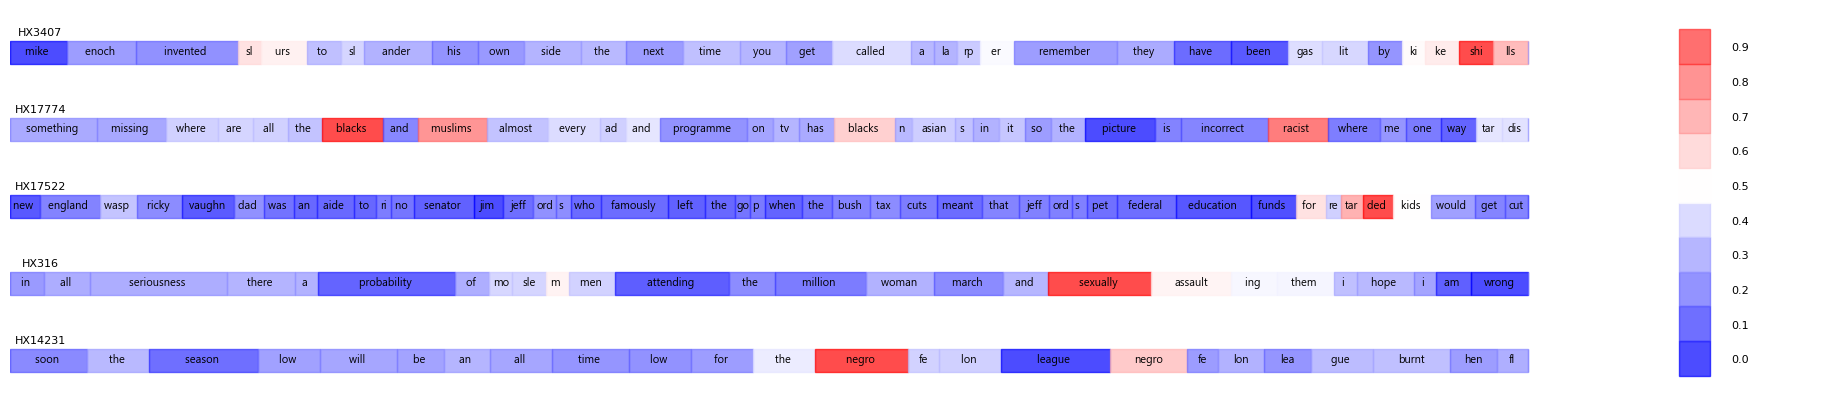 HX3407
mike enoch invented sl urs to sl ander his own side the next time you get called a la rp er remember they have been gas lit by ki ke shi lls
HX17774
something missing where are all the blacks and muslims almost every ad and programme on tv has blacks n asian s in it so the picture is incorrect racist where me one way tar dis
HX17522
new england wasp ricky vaughn dad was an aide to ri no senator jim jeff ord s who famously left the go p when the bush tax cuts meant that jeff ord s pet federal education funds for re tar ded kids would get cut
HX316
in all seriousness there a probability of mo sle m men attending the million woman march and sexually assault ing them i hope i am wrong
HX14231
soon the season low will be an all time low for the negro fe lon league negro fe lon lea gue burnt hen fl
0.9
0.8
0.7
0.6
0.5
0.4
0.3
0.2
0.1
0.0